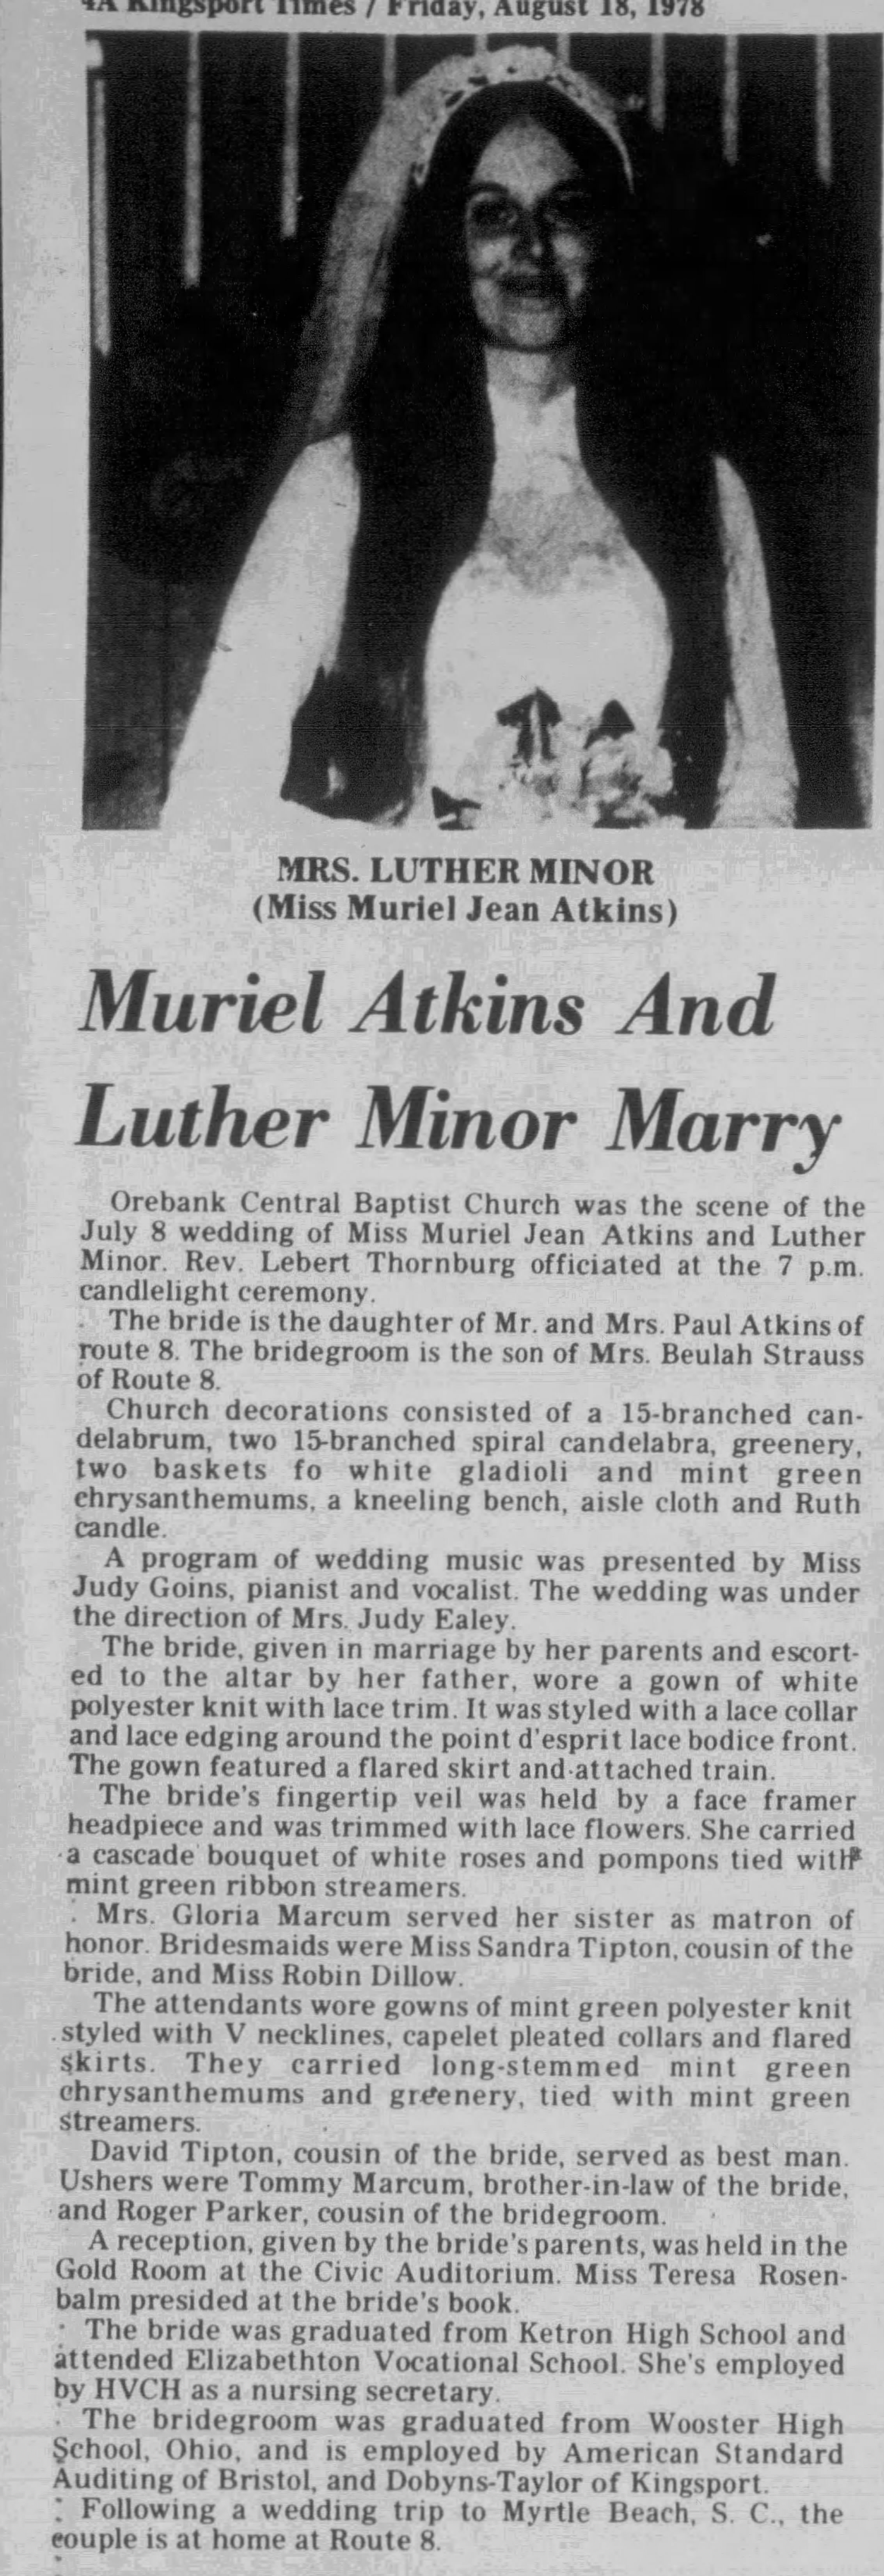 4A Kingsport Times / Friday, August 18, 1978
MRS. LUTHER MINOR
(Miss Muriel Jean Atkins)
Muriel Atkins And
Luther Minor Marry
Orebank Central Baptist Church was the scene of the
July 8 wedding of Miss Muriel Jean Atkins and Luther
Minor. Rev. Lebert Thornburg officiated at the 7 p.m.
candlelight ceremony.
The bride is the daughter of Mr. and Mrs. Paul Atkins of
route 8. The bridegroom is the son of Mrs. Beulah Strauss
of Route 8.
Church decorations consisted of a 15-branched can-
delabrum, two 15-branched spiral candelabra, greenery,
two baskets fo white gladioli and mint green
chrysanthemums, a kneeling bench, aisle cloth and Ruth
candle.
A program of wedding music was presented by Miss
Judy Goins, pianist and vocalist. The wedding was under
the direction of Mrs. Judy Ealey.
The bride, given in marriage by her parents and escort-
ed to the altar by her father, wore a gown of white
polyester knit with lace trim. It was styled with a lace collar
and lace edging around the point d'esprit lace bodice front.
The gown featured a flared skirt and attached train.
The bride's fingertip veil was held by a face framer
headpiece and was trimmed with lace flowers. She carried
a cascade bouquet of white roses and pompons tied with
mint green ribbon streamers.
Mrs. Gloria Marcum served her sister as matron of
honor. Bridesmaids were Miss Sandra Tipton, cousin of the
bride, and Miss Robin Dillow.
The attendants wore gowns of mint green polyester knit
styled with V necklines, capelet pleated collars and flared
skirts. They carried long-stemmed mint green
chrysanthemums and greenery, tied with mint green
streamers.
David Tipton, cousin of the bride, served as best man.
Ushers were Tommy Marcum, brother-in-law of the bride,
and Roger Parker, cousin of the bridegroom.
A reception, given by the bride's parents, was held in the
Gold Room at the Civic Auditorium. Miss Teresa Rosen-
balm presided at the bride's book.
The bride was graduated from Ketron High School and
attended Elizabethton Vocational School. She's employed
by HVCH as a nursing secretary.
The bridegroom was graduated from Wooster High
School, Ohio, and is employed by American Standard
Auditing of Bristol, and Dobyns-Taylor of Kingsport.
Following a wedding trip to Myrtle Beach, S. C., the
couple is at home at Route 8.